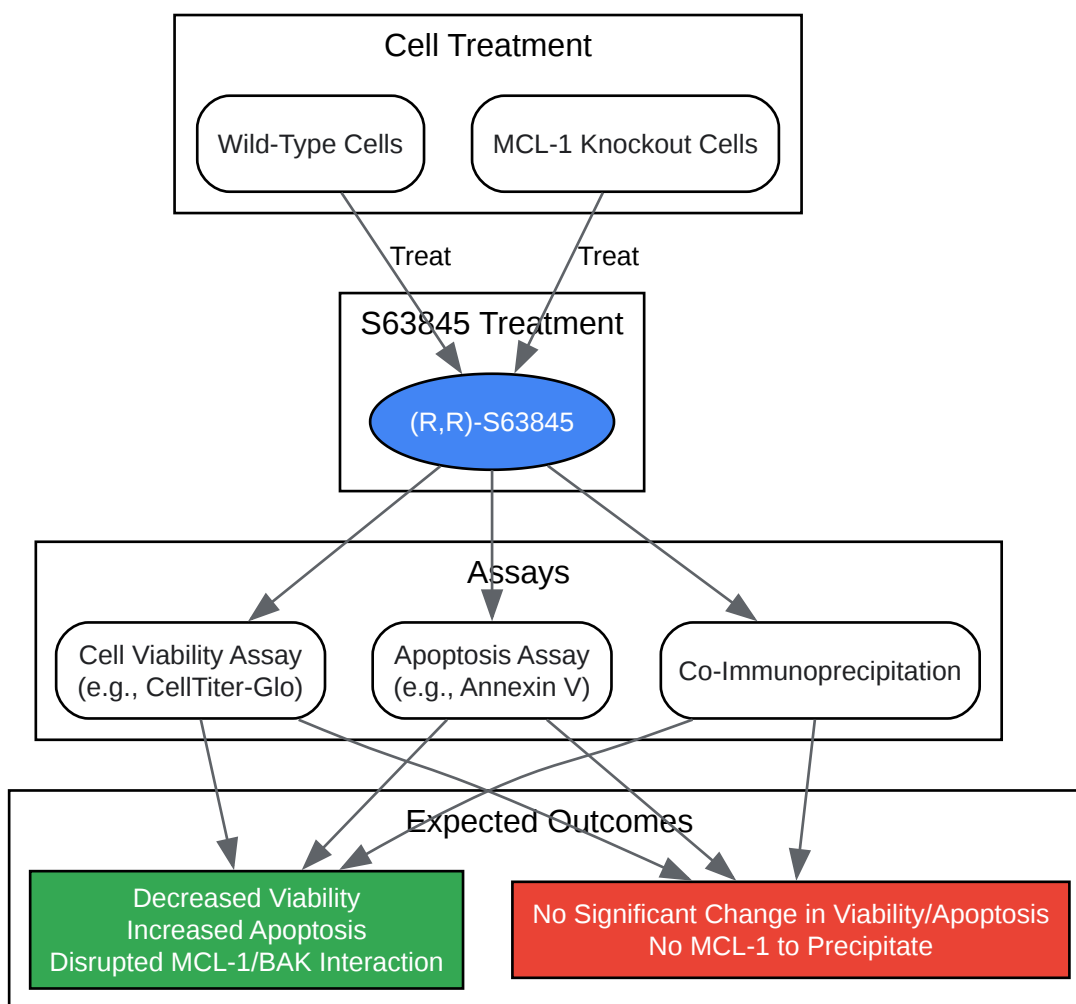 Cell Treatment
Wild-Type Cells
MCL-1 Knockout Cells
Treat
Treat
S63845 Treatment
(R,R)-S63845
Assays
Cell Viability Assay
(e.g., CellTiter-Glo)
Apoptosis Assay
(e.g., Annexin V)
Co-Immunoprecipitation
Expected Outcomes
Decreased Viability
Increased Apoptosis
Disrupted MCL-1/BAK Interaction
No Significant Change in Viability/Apoptosis
No MCL-1 to Precipitate